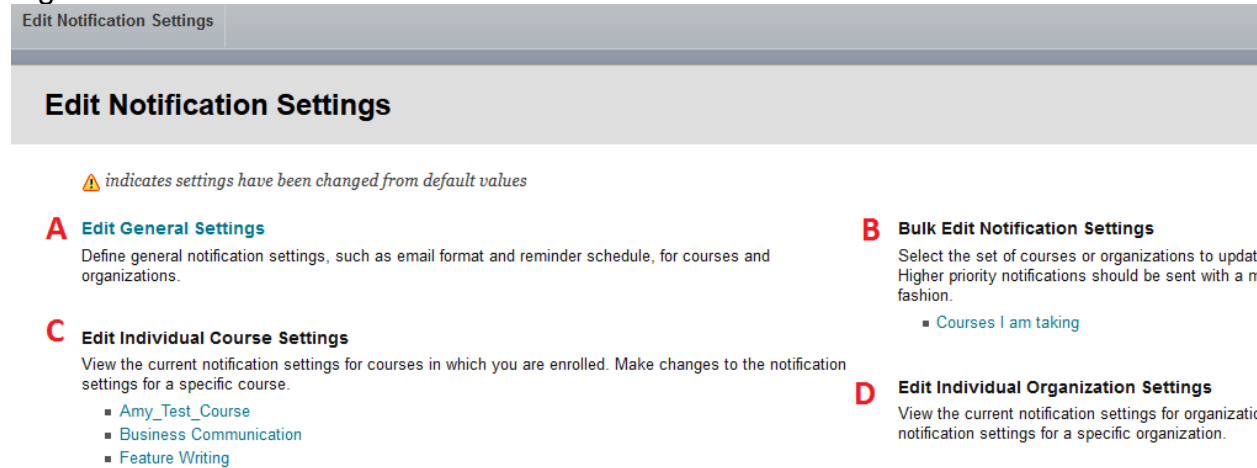 Edit Notification Settings
Edit Notification Settings
indicates settings have been changed from default values
A Edit General Settings
Define general notification settings, such as email format and reminder schedule, for courses and
organizations.
B Bulk Edit Notification Settings
Select the set of courses or organizations to updat
Higher priority notifications should be sent with a m
fashion.
Courses I am taking
C Edit Individual Course Settings
View the current notification settings for courses in which you are enrolled. Make changes to the notification
settings for a specific course.
Amy_Test_Course
Business Communication
Feature Writing
D Edit Individual Organization Settings
View the current notification settings for organizatio
notification settings for a specific organization.